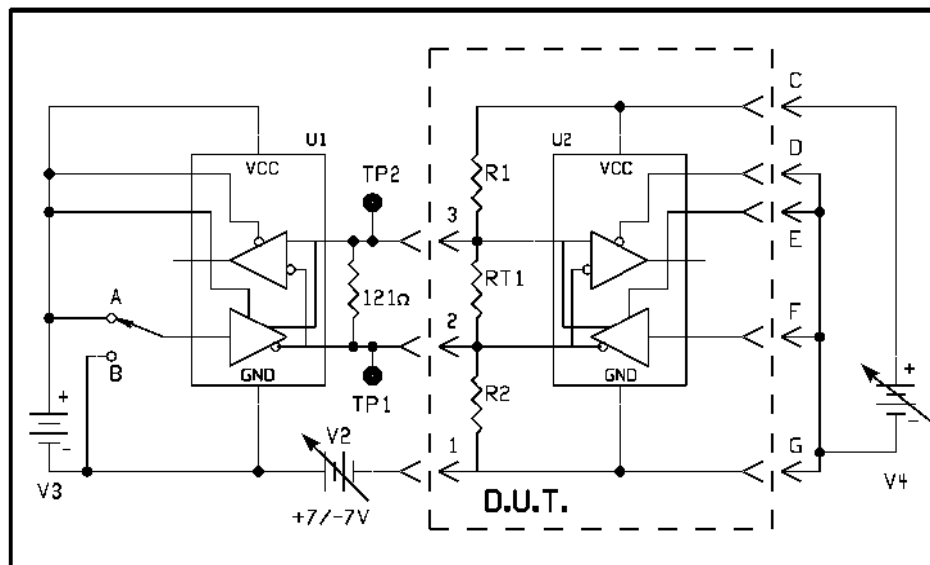 C
U1
U2
D
VCC
VCC
TP2
R1
3
E
A
121Ω
RT1
2
F
B
GND
GND
TP1
R2
+
+
-
V2
1
G
-
V3
V4
+7/-7V
D.U.T.